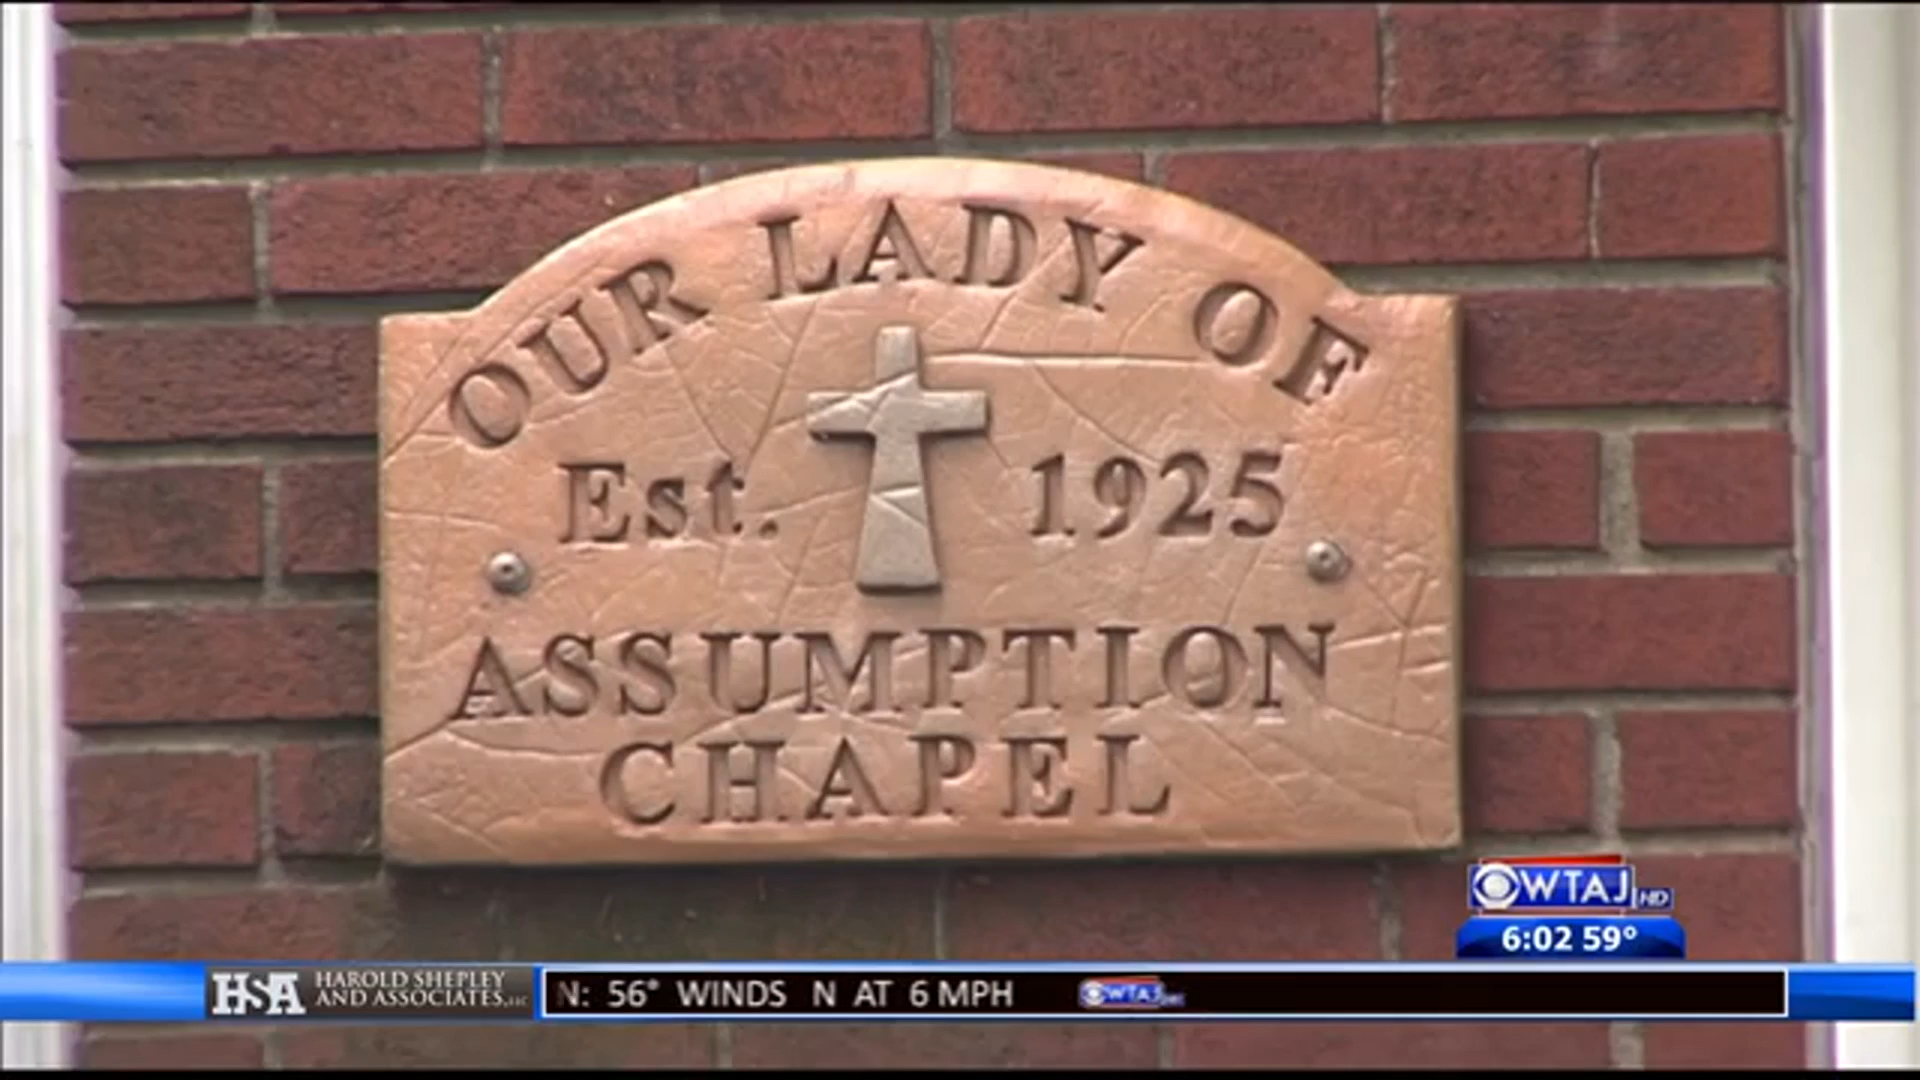 OUR LADY OF
Est. 1925
ASSUMPTION
CHAPEL
WTAJ HD
6:02 59°
HSA HAROLD SHEPLEY
AND ASSOCIATES, LLC
N: 56° WINDS N AT 6 MPH WTAJ